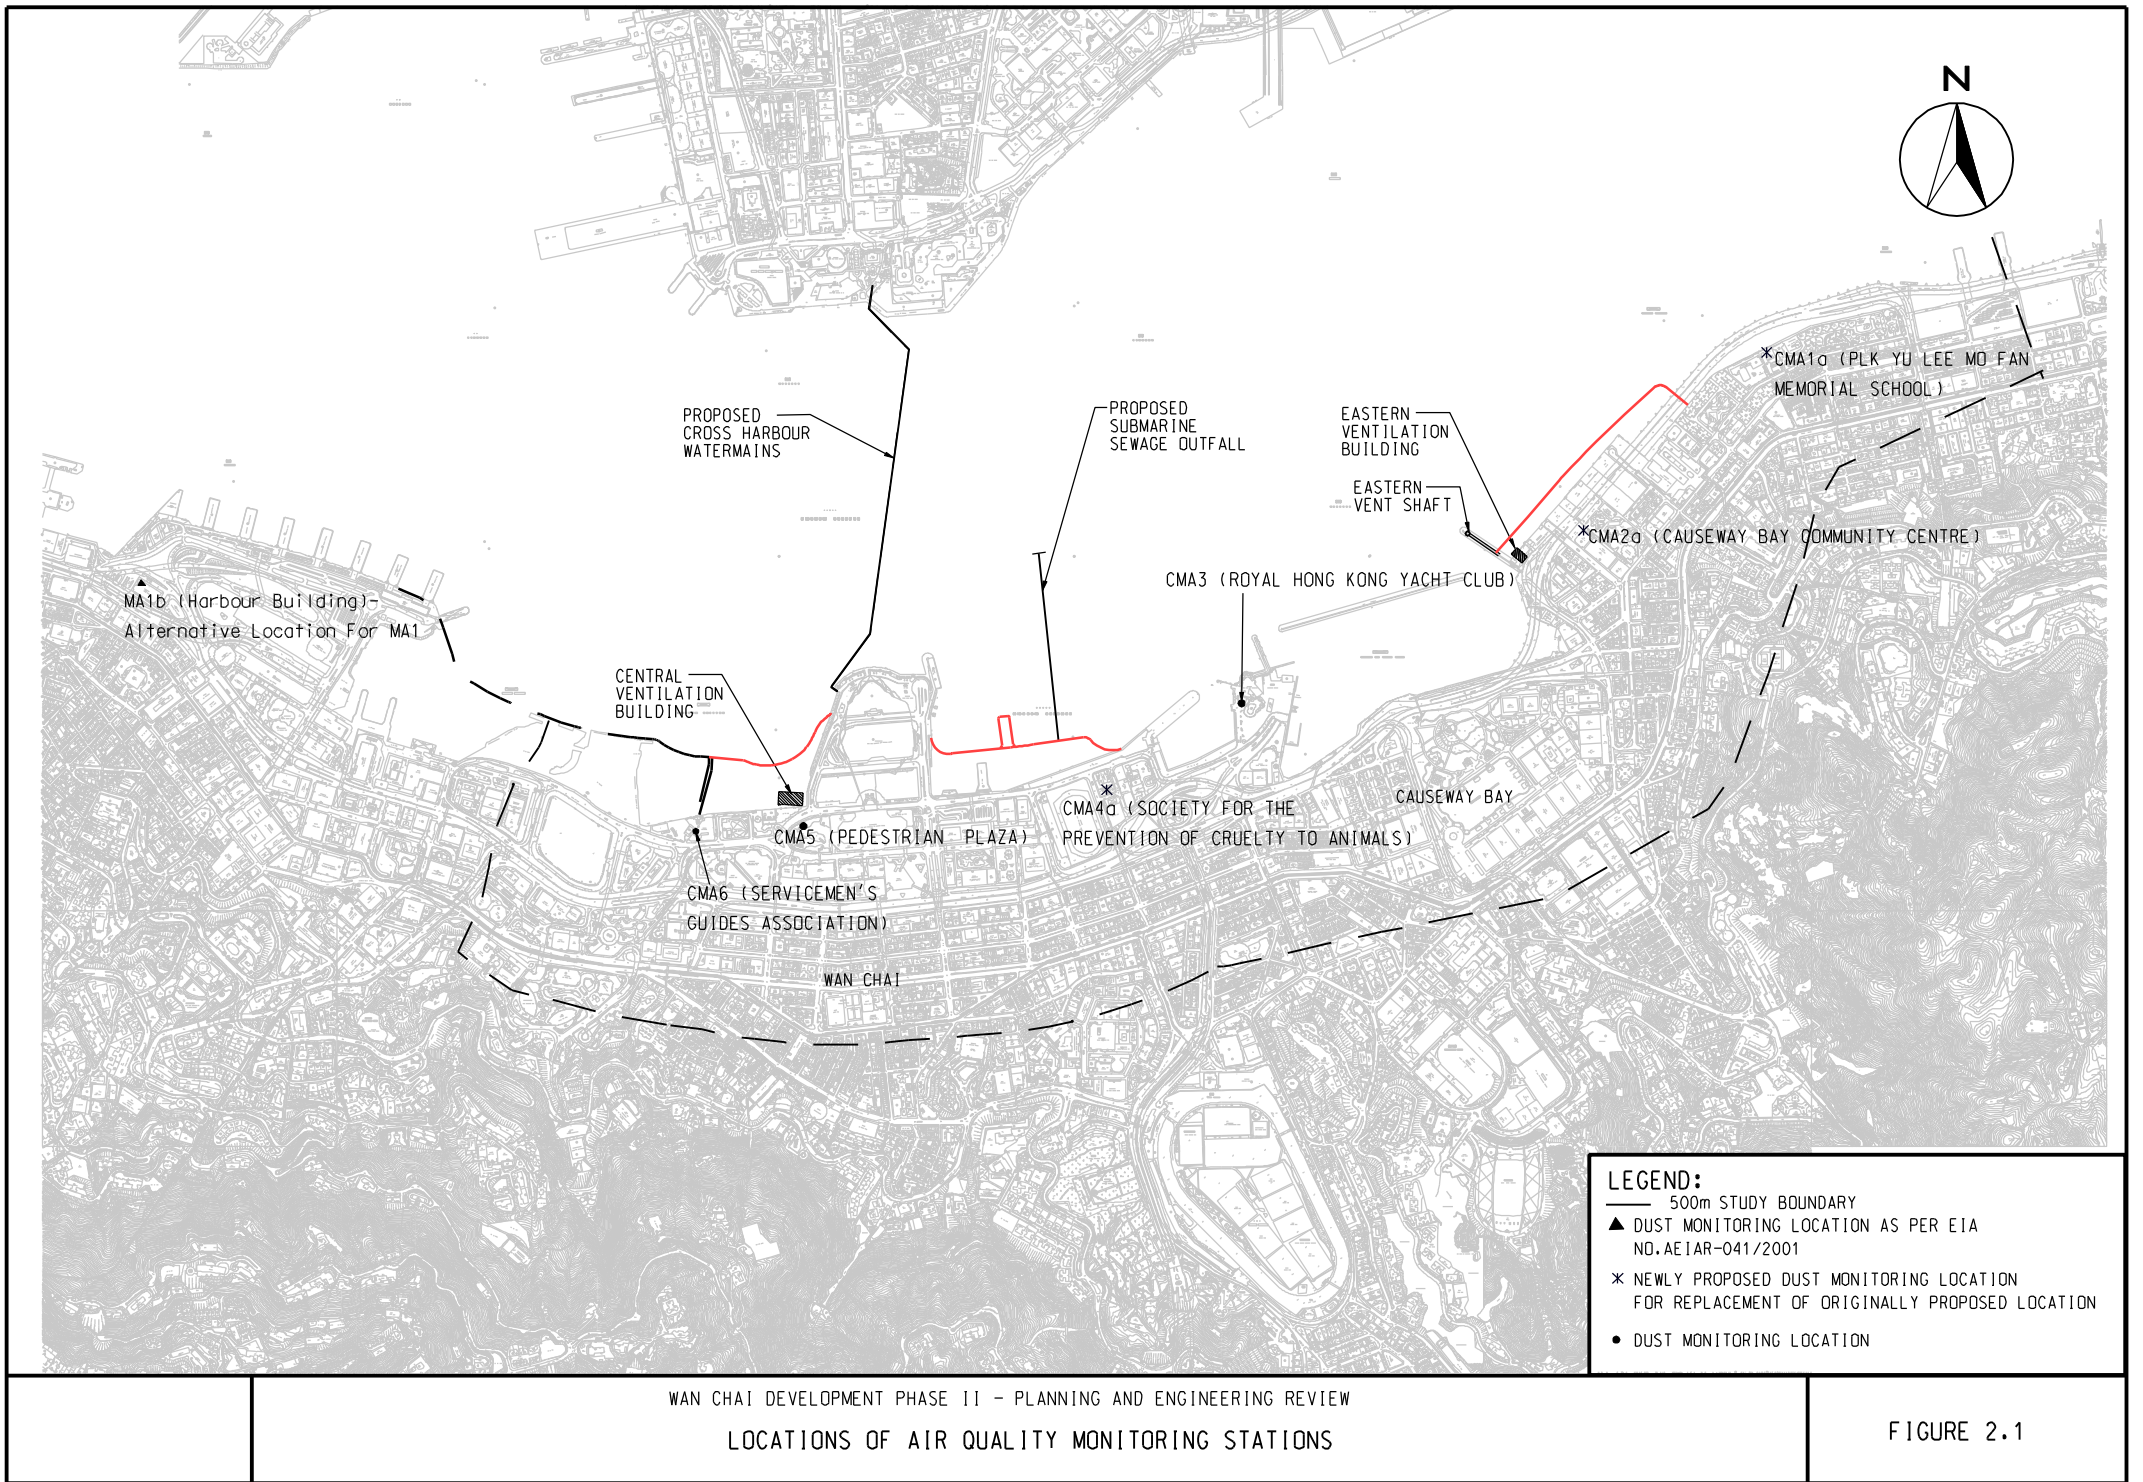 N
CMA1a (PLK YU LEE MO FAN
MEMORIAL SCHOOL)
PROPOSED
CROSS HARBOUR
WATERMAINS
PROPOSED
SUBMARINE
SEWAGE OUTFALL
EASTERN
VENTILATION
BUILDING
EASTERN
VENT SHAFT
CMA2a (CAUSEWAY BAY COMMUNITY CENTRE)
CMA3 (ROYAL HONG KONG YACHT CLUB)
MA1b (Harbour Building)-
Alternative Location For MA1
CENTRAL
VENTILATION
BUILDING
CAUSEWAY BAY
CMA4a (SOCIETY FOR THE
PREVENTION OF CRUELTY TO ANIMALS)
CMA5 (PEDESTRIAN PLAZA)
CMA6 (SERVICEMEN'S
GUIDES ASSOCIATION)
WAN CHAI
LEGEND:
500m STUDY BOUNDARY
DUST MONITORING LOCATION AS PER EIA
NO.AEIAR-041/2001
NEWLY PROPOSED DUST MONITORING LOCATION
FOR REPLACEMENT OF ORIGINALLY PROPOSED LOCATION
DUST MONITORING LOCATION
WAN CHAI DEVELOPMENT PHASE II - PLANNING AND ENGINEERING REVIEW
LOCATIONS OF AIR QUALITY MONITORING STATIONS
FIGURE 2.1